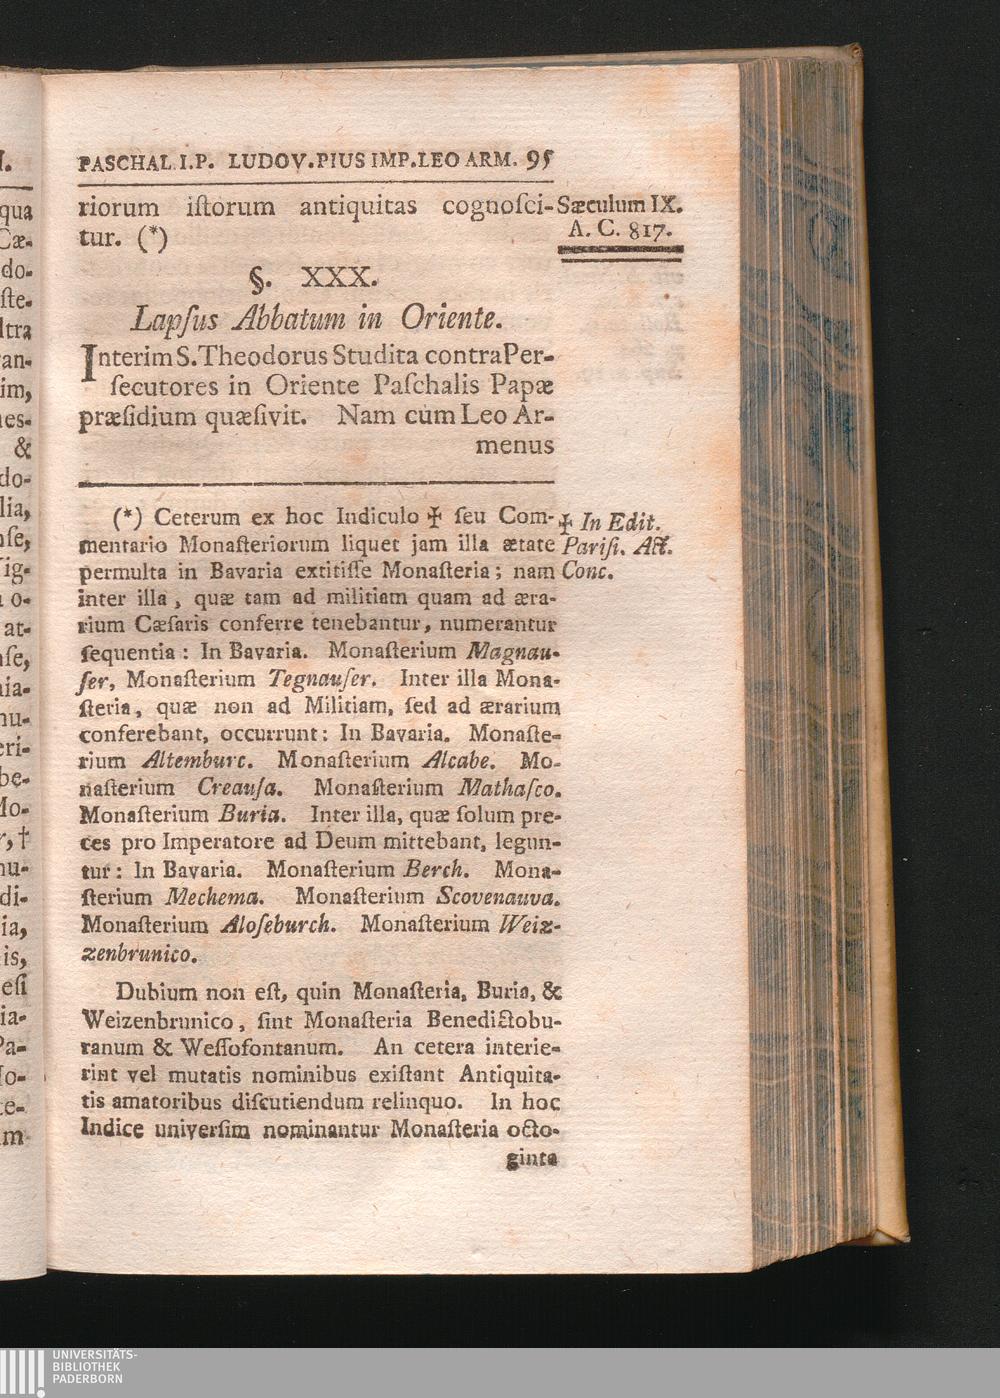 PASCHAL I.P. LUDOV.PIUS IMP.LEO ARM. 95
riorum iſtorum antiquitas cognoſci-
tur. (*)
Sæculum IX.
A. C. 817.
§. XXX.
Lapſus Abbatum in Oriente.
Interim S. Theodorus Studita contra Per-
ſecutores in Oriente Paſchalis Papæ
præſidium quæſivit. Nam cùm Leo Ar-
menus
(*) Ceterum ex hoc Indiculo ✠ ſeu Com-
mentario Monaſteriorum liquet jam illa ætate
permulta in Bavaria extitiſſe Monaſteria; nam
inter illa, quæ tam ad militiam quam ad æra-
rium Cæſaris conferre tenebantur, numerantur
ſequentia: In Bavaria. Monaſterium Magnau-
ſer, Monaſterium Tegnauſer. Inter illa Mona-
ſteria, quæ non ad Militiam, ſed ad ærarium
conferebant, occurrunt: In Bavaria. Monaſte-
rium Altemburc. Monaſterium Alcabe. Mo-
naſterium Creauſa. Monaſterium Mathaſco.
Monaſterium Buria. Inter illa, quæ ſolum pre-
ces pro Imperatore ad Deum mittebant, legun-
tur: In Bavaria. Monaſterium Berch. Mona-
ſterium Mechema. Monaſterium Scovenauva.
Monaſterium Aloſeburch. Monaſterium Weiz-
zenbrunico.
✠ In Edit.
Pariſi. Act.
Conc.
Dubium non eſt, quin Monaſteria, Buria, &
Weizenbrunico, ſint Monaſteria Benedictobu-
ranum & Weſſofontanum. An cetera interie-
rint vel mutatis nominibus exiſtant Antiquita-
tis amatoribus diſcutiendum relinquo. In hoc
Indice univerſim nominantur Monaſteria octo-
ginta
UNIVERSITÄTS-
BIBLIOTHEK
PADERBORN